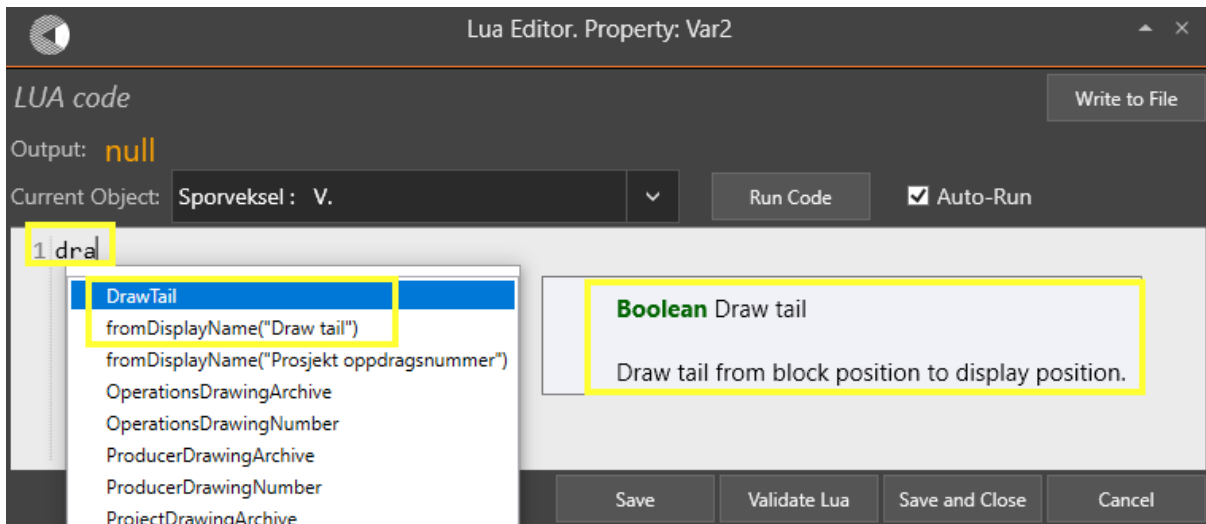 Lua Editor. Property: Var2
LUA code
Write to File
Output: null
Current Object: Sporveksel : V.
Run Code
Auto-Run
1 dra
DrawTail
fromDisplayName("Draw tail")
fromDisplayName("Prosjekt oppdragsnummer")
OperationsDrawingArchive
OperationsDrawingNumber
ProducerDrawingArchive
ProducerDrawingNumber
ProjectDrawingArchive
Boolean Draw tail
Draw tail from block position to display position.
Save
Validate Lua
Save and Close
Cancel